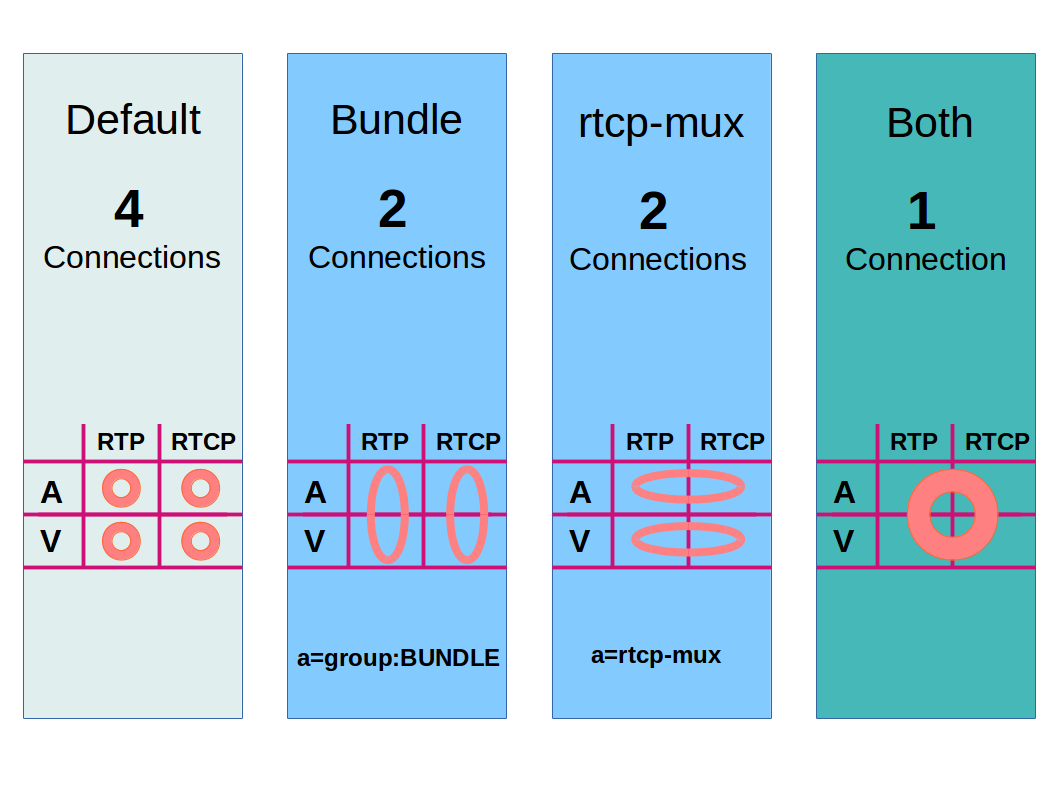 Default
4
Connections
RTP RTCP
A
V
Bundle
2
Connections
RTP RTCP
A
V
a=group:BUNDLE
rtcp-mux
2
Connections
RTP RTCP
A
V
a=rtcp-mux
Both
1
Connection
RTP RTCP
A
V